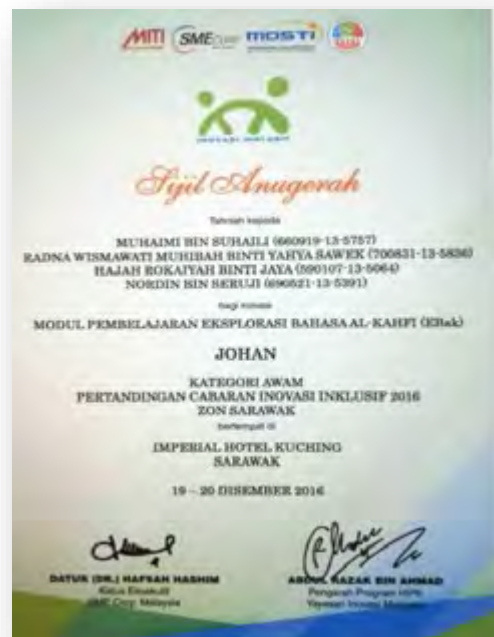 MITI SME CORP. mosti
Sijil Anugerah
Tahniah kepada
MUHAIMI BIN SUHAILI (660919-13-5757)
RADNA WISMAWATI MUHIBAH BINTI YAHYA SAWEK (700831-13-5836)
HAJAH ROKAIYAH BINTI JAYA (590107-13-5064)
NORDIN BIN SERUJI (690521-13-5391)
bagi inovasi
MODUL PEMBELAJARAN EKSPLORASI BAHASA AL-KAHFI (EBak)
JOHAN
KATEGORI AWAM
PERTANDINGAN CABARAN INOVASI INKLUSIF 2016
ZON SARAWAK
bertempat di
IMPERIAL HOTEL KUCHING
SARAWAK
19 – 20 DISEMBER 2016
DATUK (DR.) HAFSAH HASHIM
Ketua Eksekutif
SME Corp. Malaysia
ABDUL RAZAK BIN AHMAD
Pengarah Program HIP6
Yayasan Inovasi Malaysia